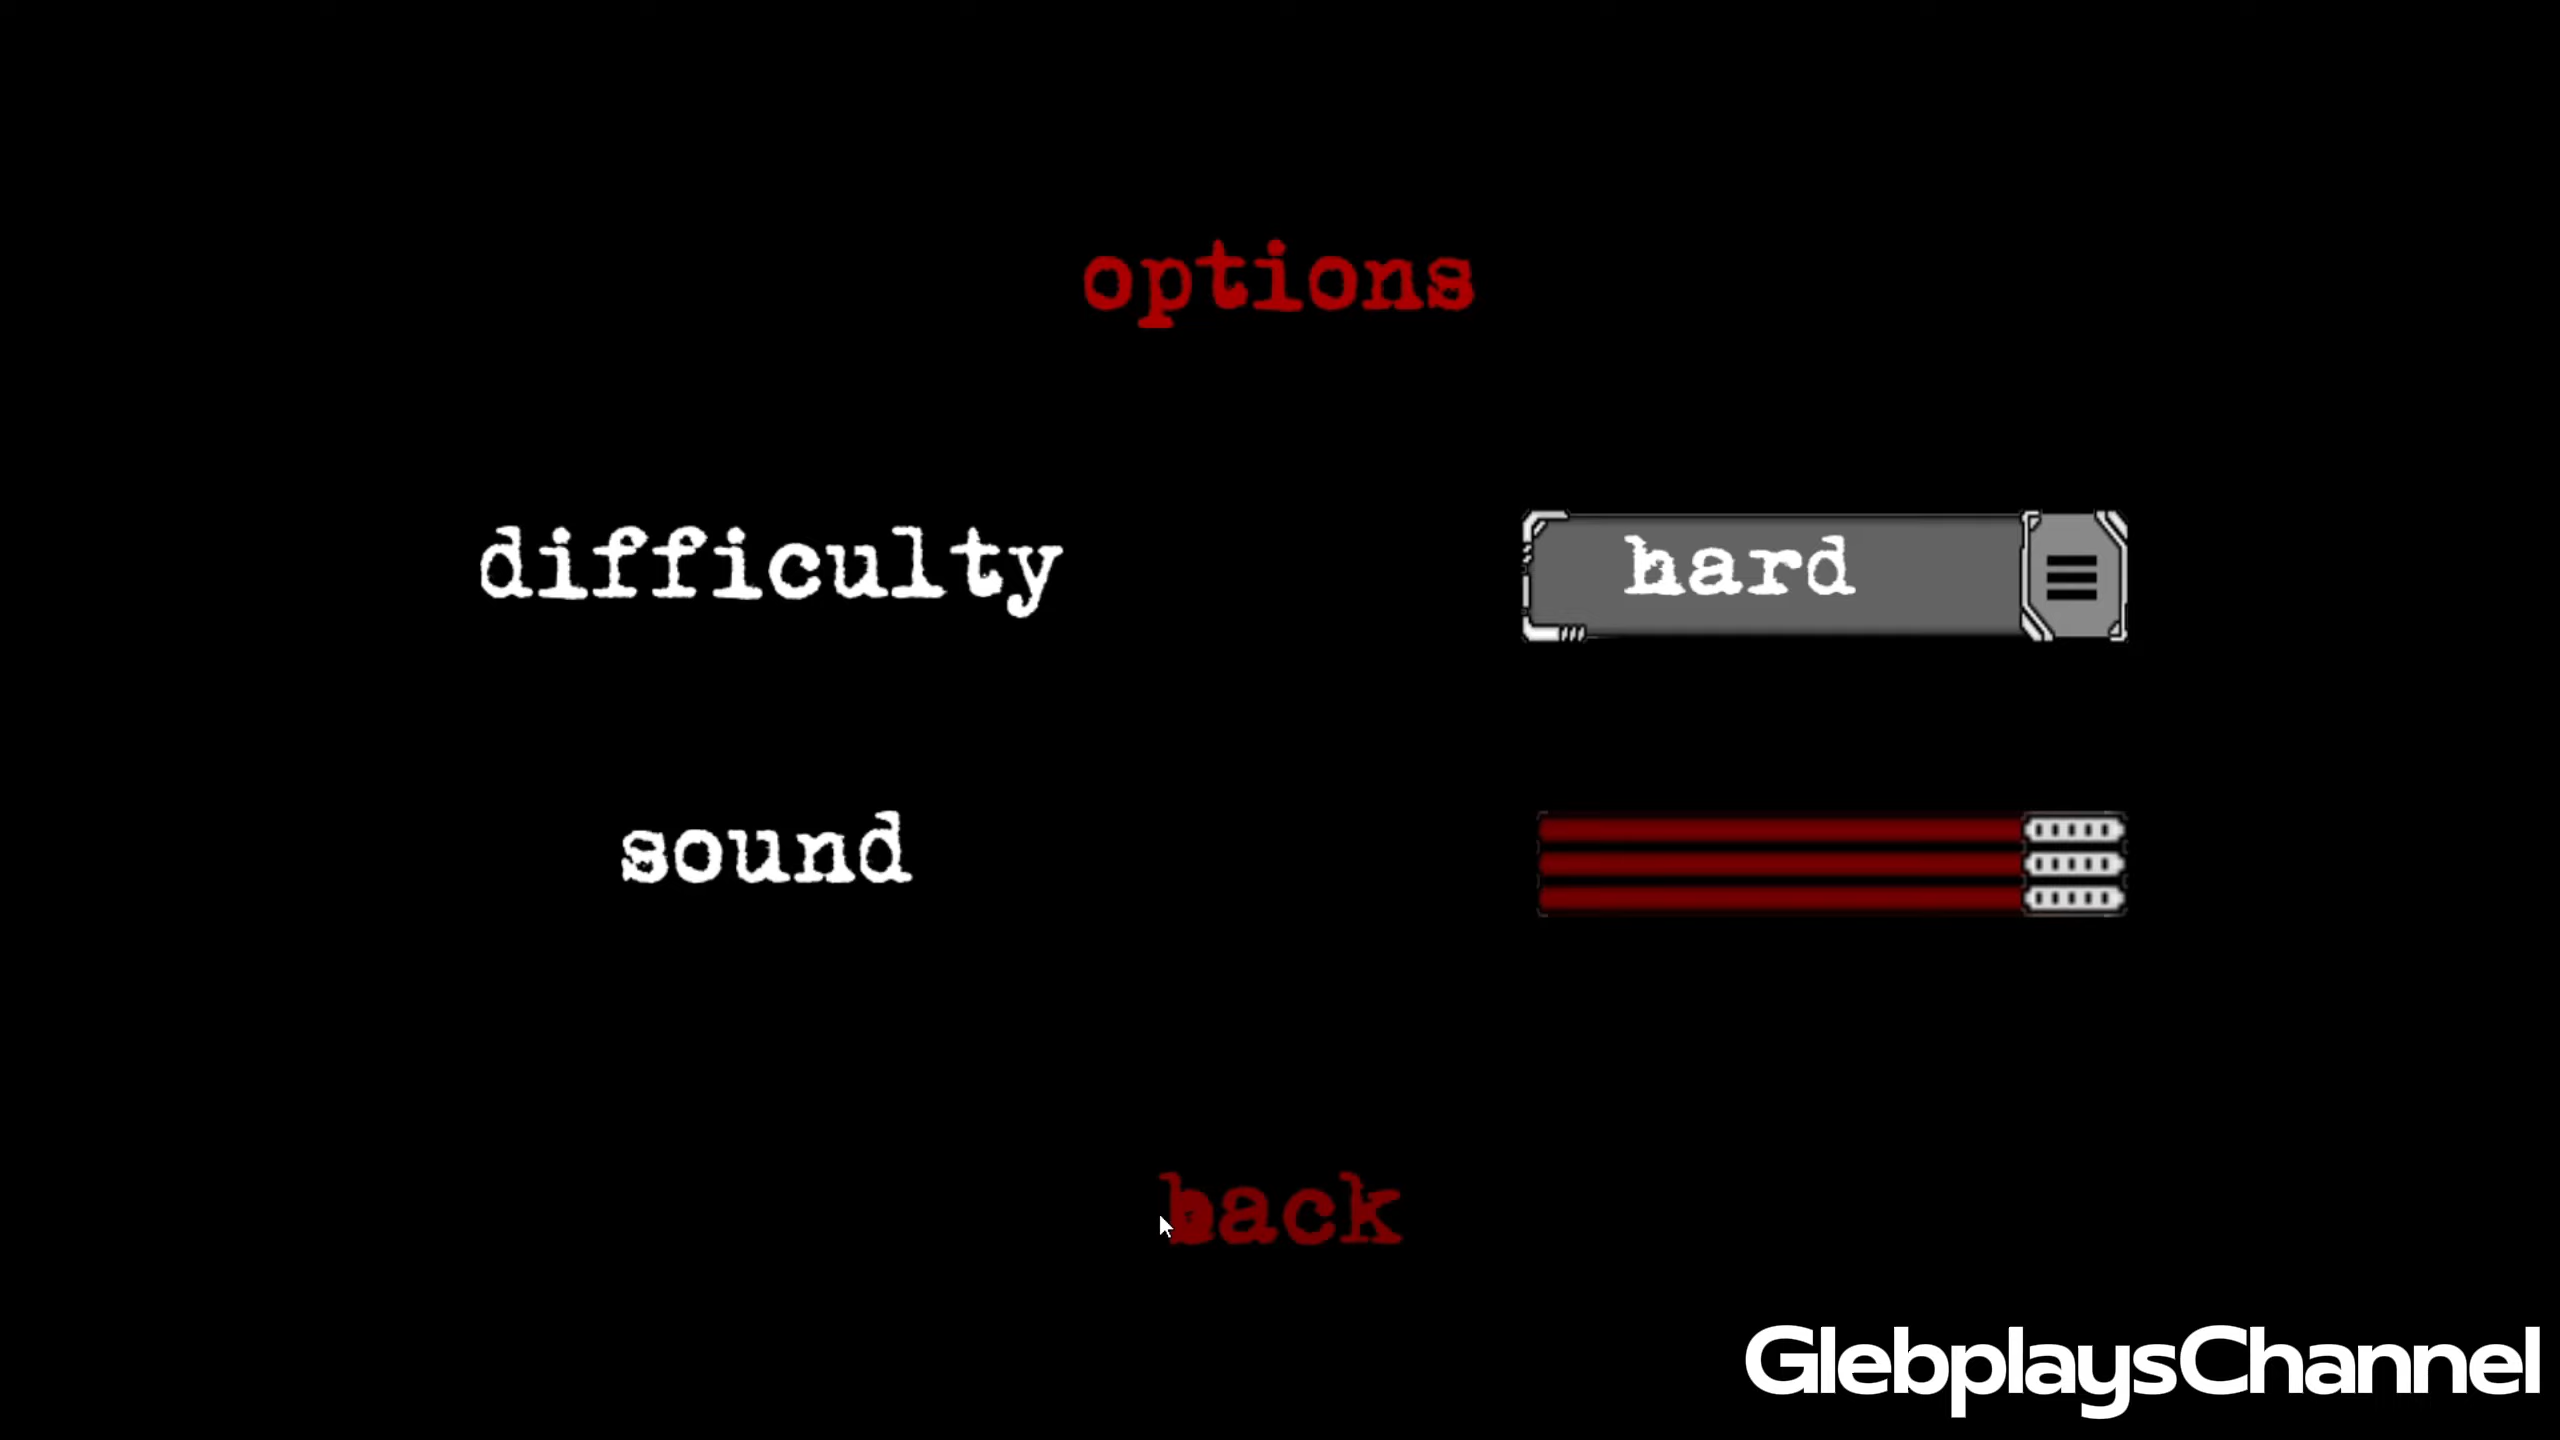 options
difficulty
hard
sound
back
GlebplaysChannel